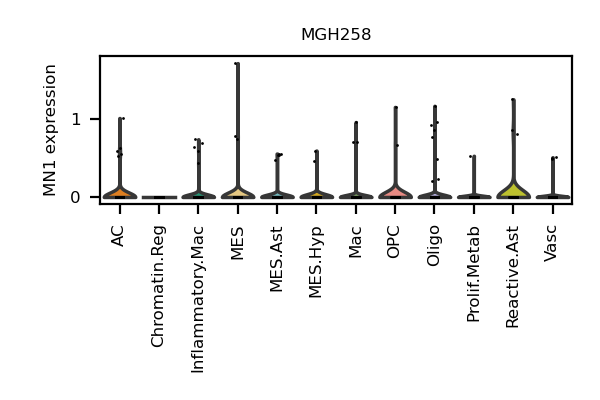 MGH258
MN1 expression
1
0
AC
Chromatin.Reg
Inflammatory.Mac
MES
MES.Ast
MES.Hyp
Mac
OPC
Oligo
Prolif.Metab
Reactive.Ast
Vasc